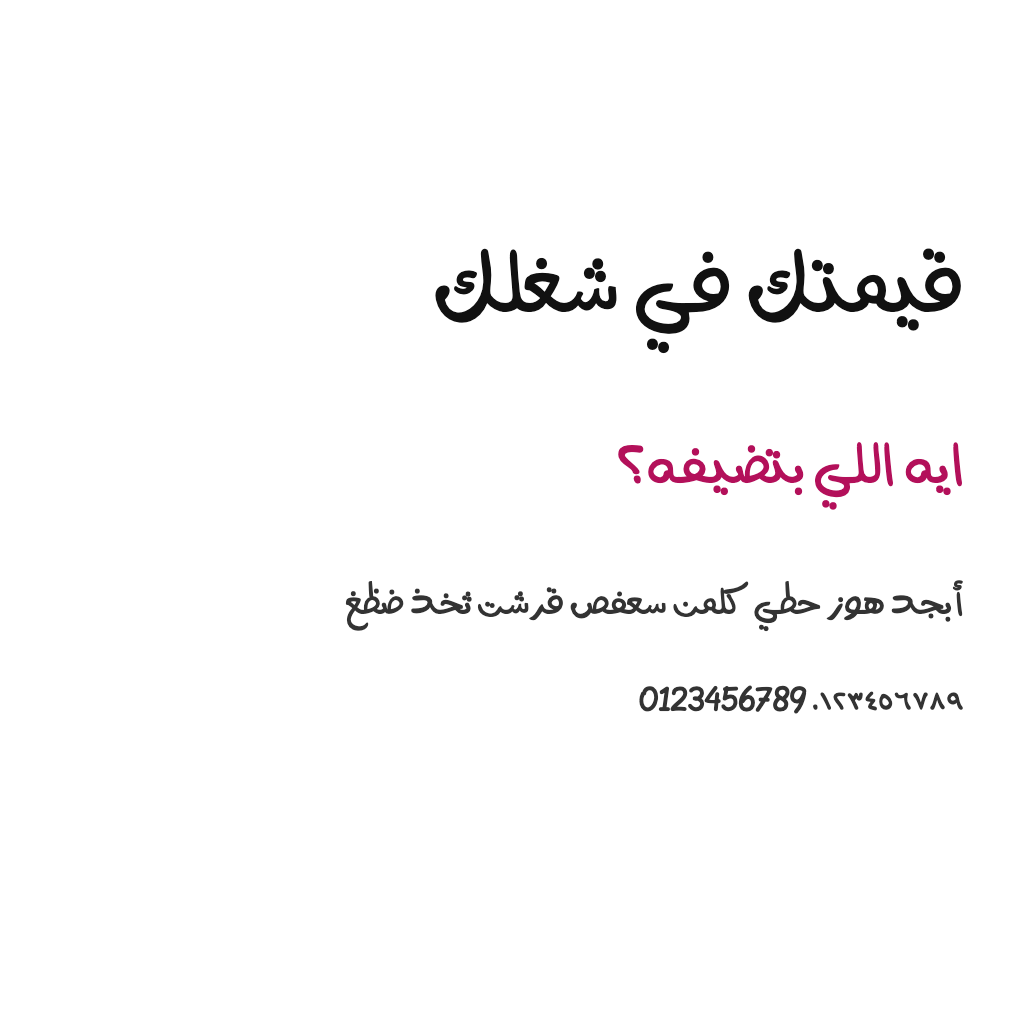 قيمتك في شغلك
ايه اللي بتضيفه؟
أبجد هوز حطي كلمن سعفص قرشت ثخذ ضظغ
٠١٢٣٤٥٦٧٨٩ 0123456789